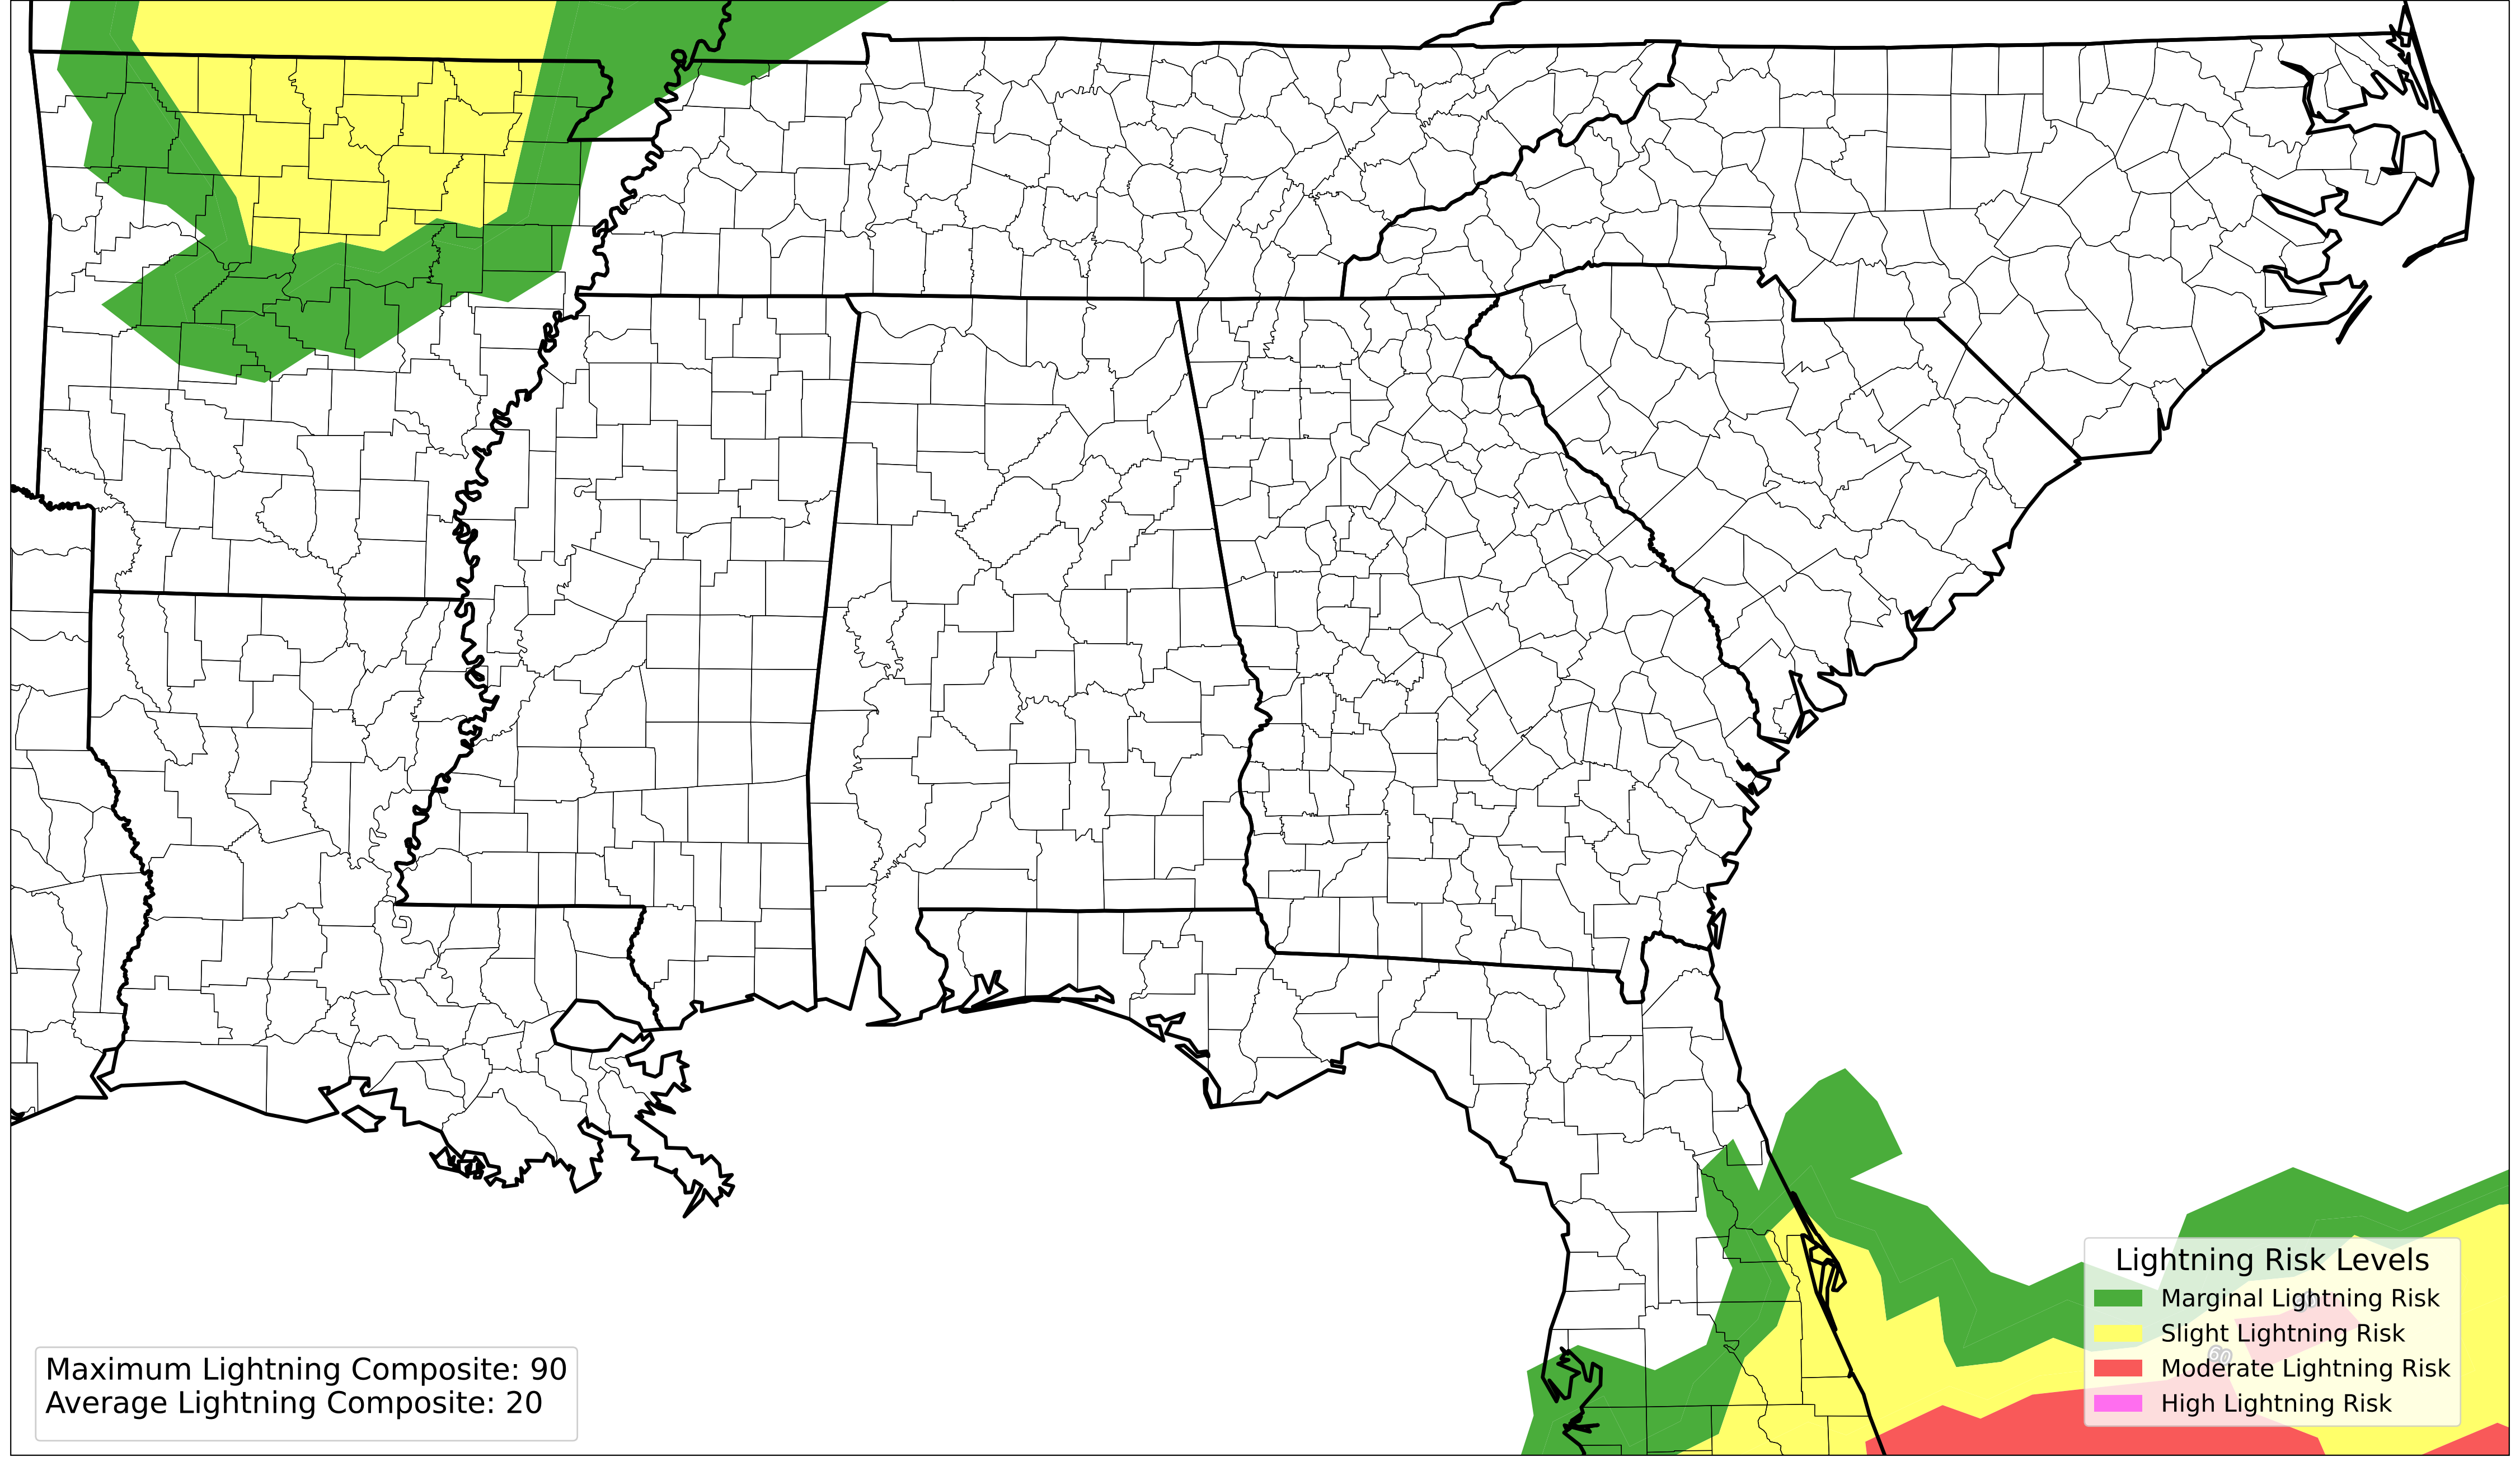 Lightning Risk Levels
Marginal Lightning Risk
Slight Lightning Risk
60
Moderate Lightning Risk
High Lightning Risk
Maximum Lightning Composite: 90
Average Lightning Composite: 20